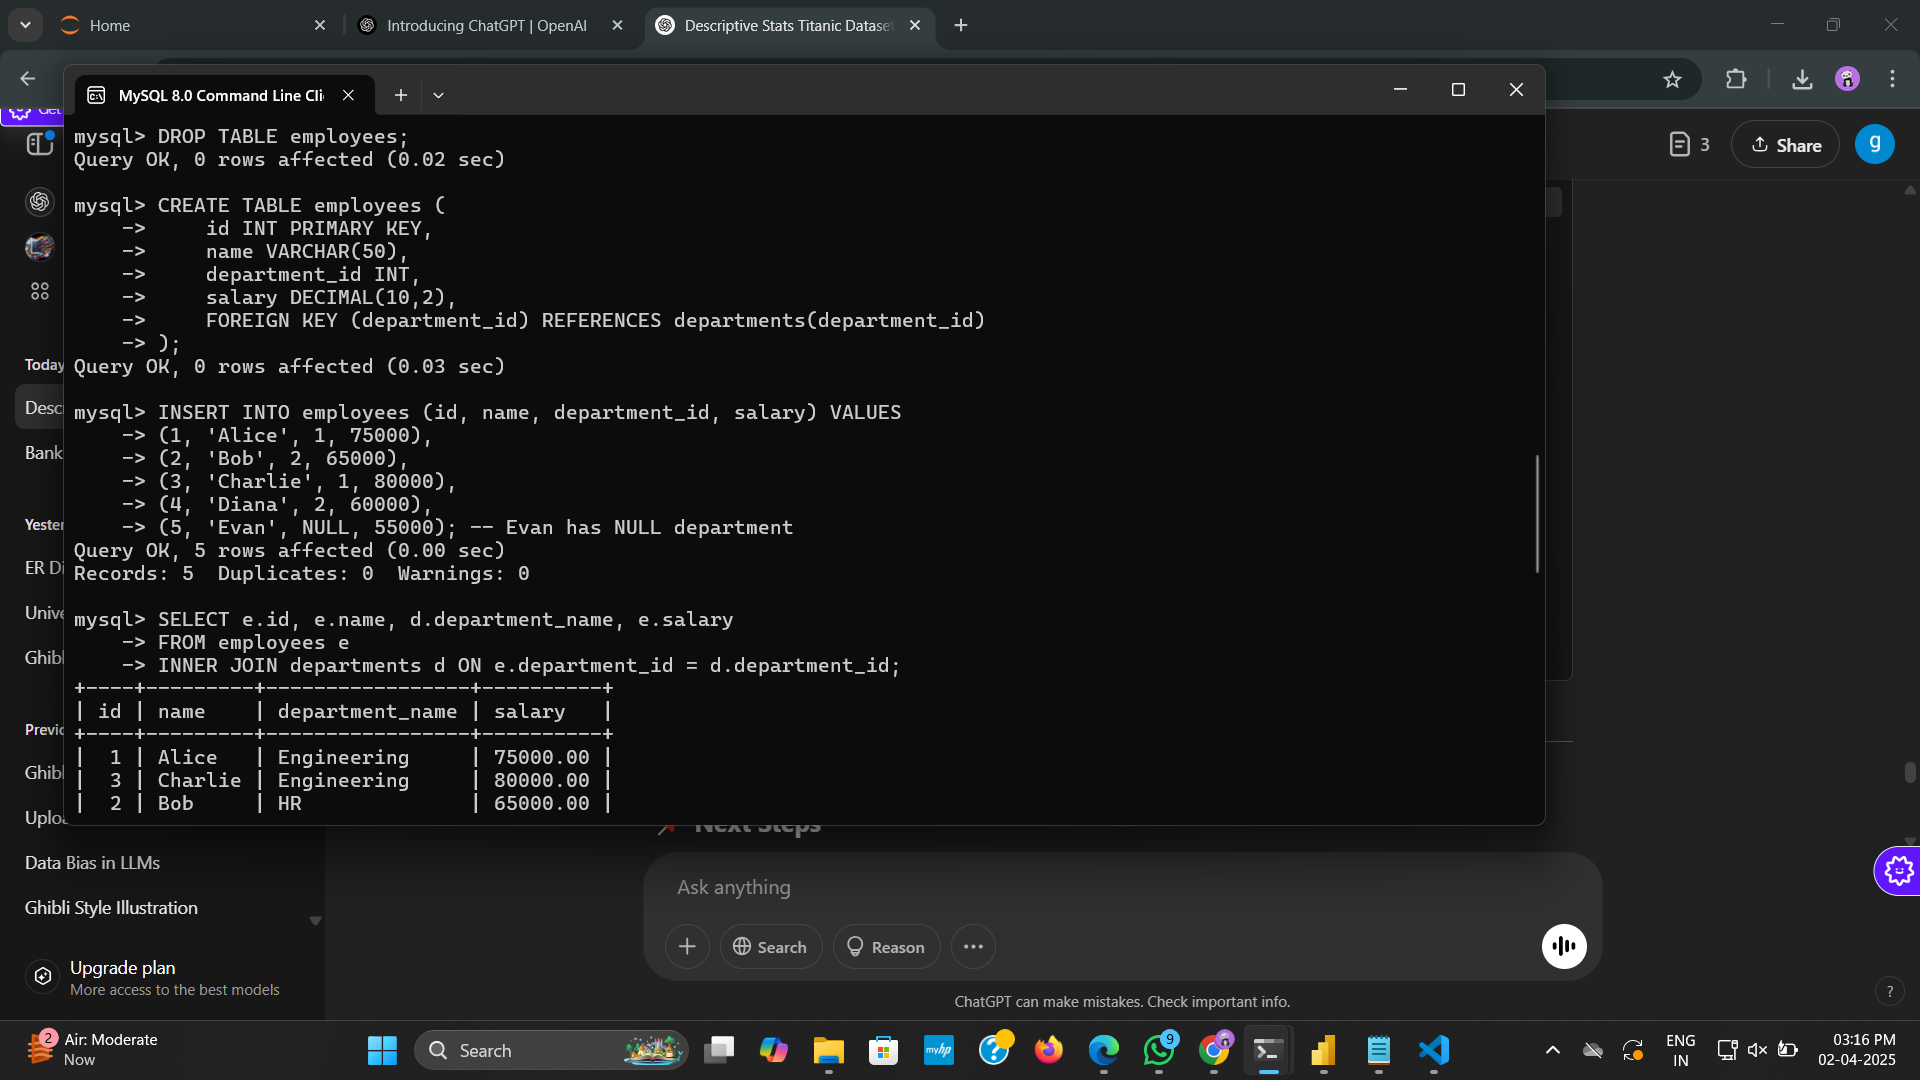 Home
Introducing ChatGPT | OpenAI
Descriptive Stats Titanic Datase
Get
MySQL 8.0 Command Line Cli
3
Share
g
mysql> DROP TABLE employees;
Query OK, 0 rows affected (0.02 sec)
mysql> CREATE TABLE employees (
-> id INT PRIMARY KEY,
-> name VARCHAR(50),
-> department_id INT,
-> salary DECIMAL(10,2),
-> FOREIGN KEY (department_id) REFERENCES departments(department_id)
-> );
Query OK, 0 rows affected (0.03 sec)
mysql> INSERT INTO employees (id, name, department_id, salary) VALUES
-> (1, 'Alice', 1, 75000),
-> (2, 'Bob', 2, 65000),
-> (3, 'Charlie', 1, 80000),
-> (4, 'Diana', 2, 60000),
-> (5, 'Evan', NULL, 55000); -- Evan has NULL department
Query OK, 5 rows affected (0.00 sec)
Records: 5  Duplicates: 0  Warnings: 0
mysql> SELECT e.id, e.name, d.department_name, e.salary
-> FROM employees e
-> INNER JOIN departments d ON e.department_id = d.department_id;
+----+---------+-----------------+----------+
| id | name    | department_name | salary   |
+----+---------+-----------------+----------+
|  1 | Alice   | Engineering     | 75000.00 |
|  3 | Charlie | Engineering     | 80000.00 |
|  2 | Bob     | HR              | 65000.00 |
Today
Desc
Bank
Yester
ER Di
Unive
Ghibl
Previo
Ghibl
Uploa
Data Bias in LLMs
Ghibli Style Illustration
Upgrade plan
More access to the best models
Next Steps
Ask anything
Search
Reason
ChatGPT can make mistakes. Check important info.
?
2
Air: Moderate
Now
Search
myhp
9
ENG
IN
03:16 PM
02-04-2025